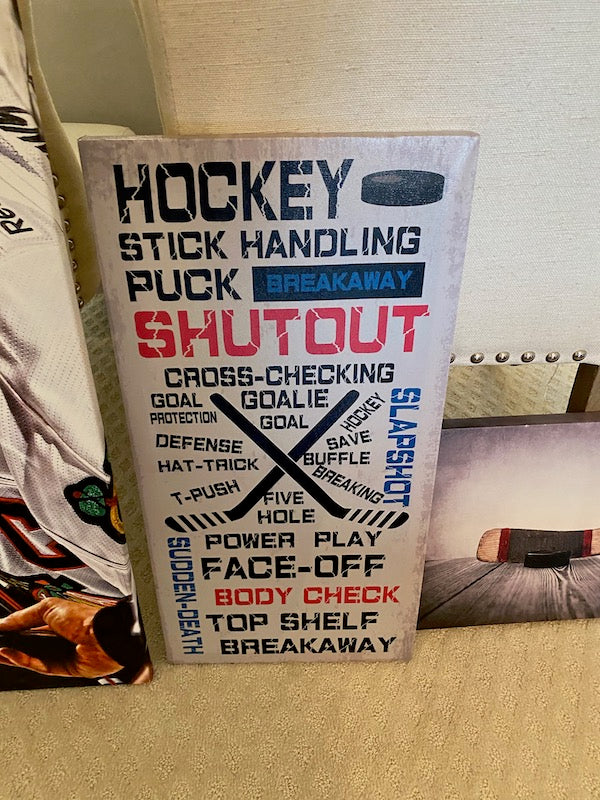 HOCKEY
STICK HANDLING
PUCK BREAKAWAY
SHUTOUT
CROSS-CHECKING
GOAL
PROTECTION
GOALIE
GOAL
HOCKEY
SLAPSHOT
DEFENSE
SAVE
HAT-TRICK
BUFFLE
BREAKING
T-PUSH
FIVE
HOLE
SUDDEN-DEATH
POWER PLAY
FACE-OFF
BODY CHECK
TOP SHELF
BREAKAWAY